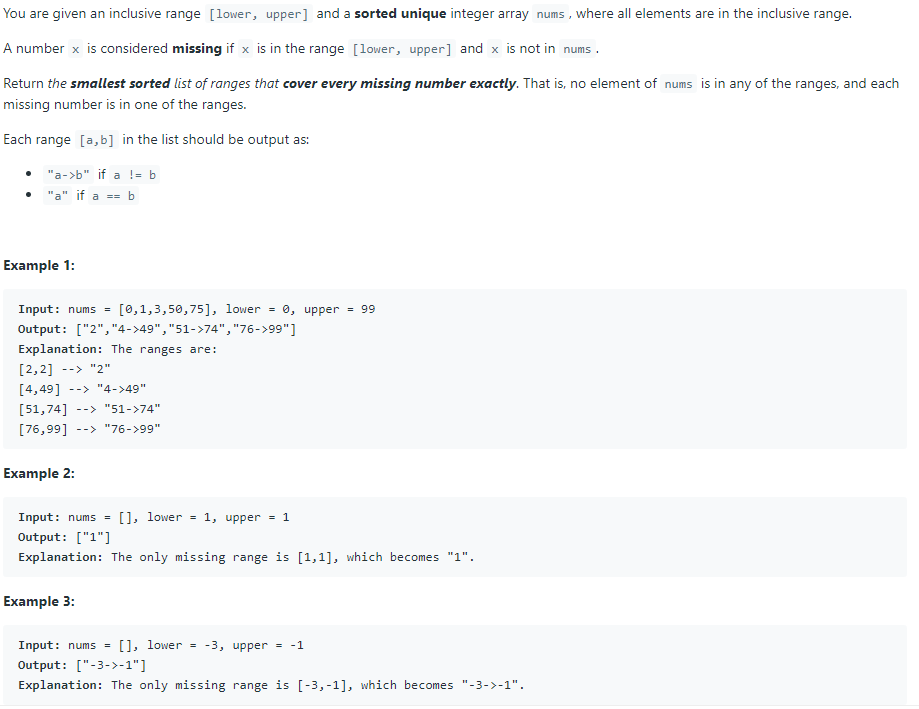 You are given an inclusive range [lower, upper] and a sorted unique integer array nums , where all elements are in the inclusive range.
A number x is considered missing if x is in the range [lower, upper] and x is not in nums .
Return the smallest sorted list of ranges that cover every missing number exactly. That is, no element of nums is in any of the ranges, and each
missing number is in one of the ranges.
Each range [a,b] in the list should be output as:
• "a->b" if a != b
• "a" if a == b
Example 1:
Input: nums = [0,1,3,50,75], lower = 0, upper = 99
Output: ["2","4->49","51->74","76->99"]
Explanation: The ranges are:
[2,2] --> "2"
[4,49] --> "4->49"
[51,74] --> "51->74"
[76,99] --> "76->99"
Example 2:
Input: nums = [], lower = 1, upper = 1
Output: ["1"]
Explanation: The only missing range is [1,1], which becomes "1".
Example 3:
Input: nums = [], lower = -3, upper = -1
Output: ["-3->-1"]
Explanation: The only missing range is [-3,-1], which becomes "-3->-1".